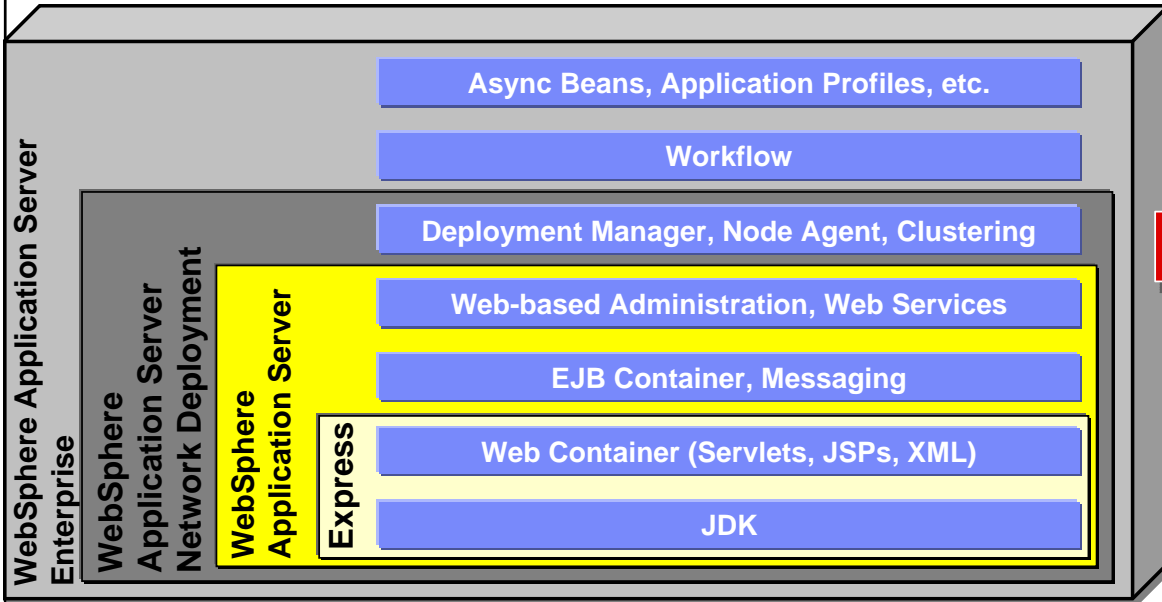 Async Beans, Application Profiles, etc.
Workflow
Deployment Manager, Node Agent, Clustering
Web-based Administration, Web Services
EJB Container, Messaging
Web Container (Servlets, JSPs, XML)
JDK
WebSphere Application Server
Enterprise
WebSphere
Application Server
Network Deployment
WebSphere
Application Server
Express